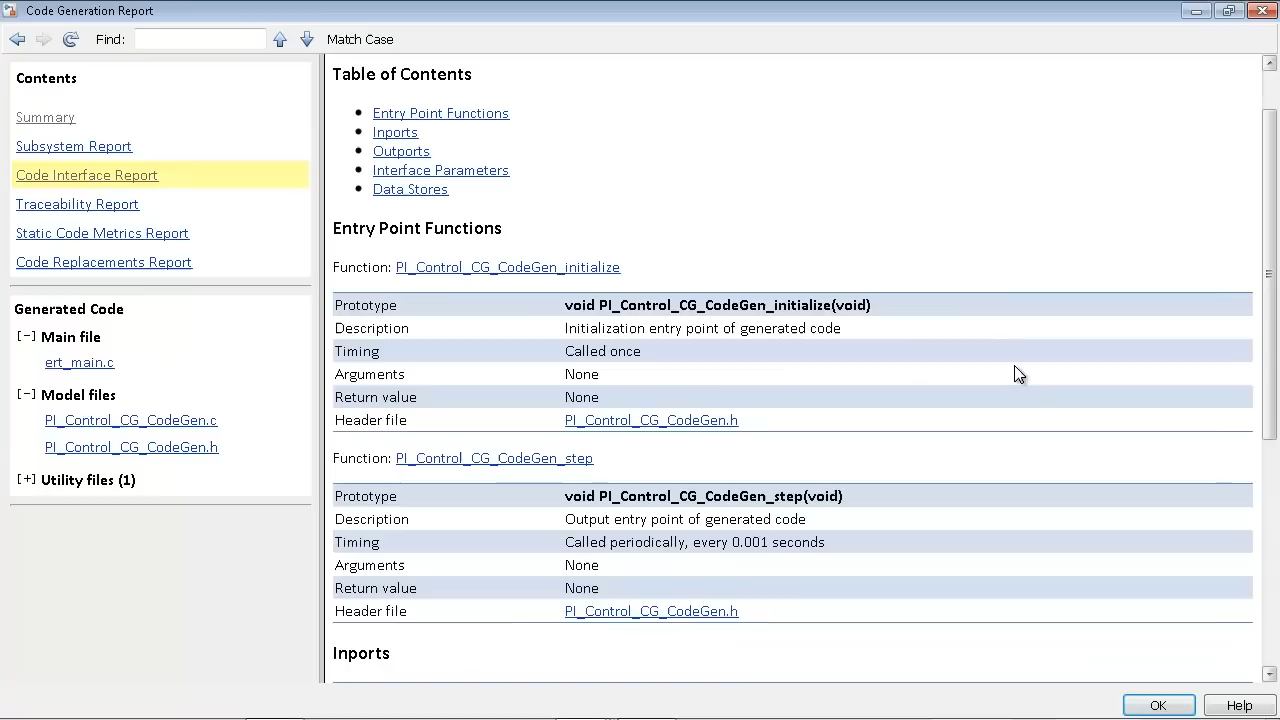 Code Generation Report
Find:
Match Case
Contents
Summary
Subsystem Report
Code Interface Report
Traceability Report
Static Code Metrics Report
Code Replacements Report
Generated Code
[-] Main file
ert_main.c
[-] Model files
PI_Control_CG_CodeGen.c
PI_Control_CG_CodeGen.h
[+] Utility files (1)
Table of Contents
• Entry Point Functions
• Inports
• Outports
• Interface Parameters
• Data Stores
Entry Point Functions
Function: PI_Control_CG_CodeGen_initialize
Prototype void PI_Control_CG_CodeGen_initialize(void)
Description Initialization entry point of generated code
Timing Called once
Arguments None
Return value None
Header file PI_Control_CG_CodeGen.h
Function: PI_Control_CG_CodeGen_step
Prototype void PI_Control_CG_CodeGen_step(void)
Description Output entry point of generated code
Timing Called periodically, every 0.001 seconds
Arguments None
Return value None
Header file PI_Control_CG_CodeGen.h
Inports
OK Help